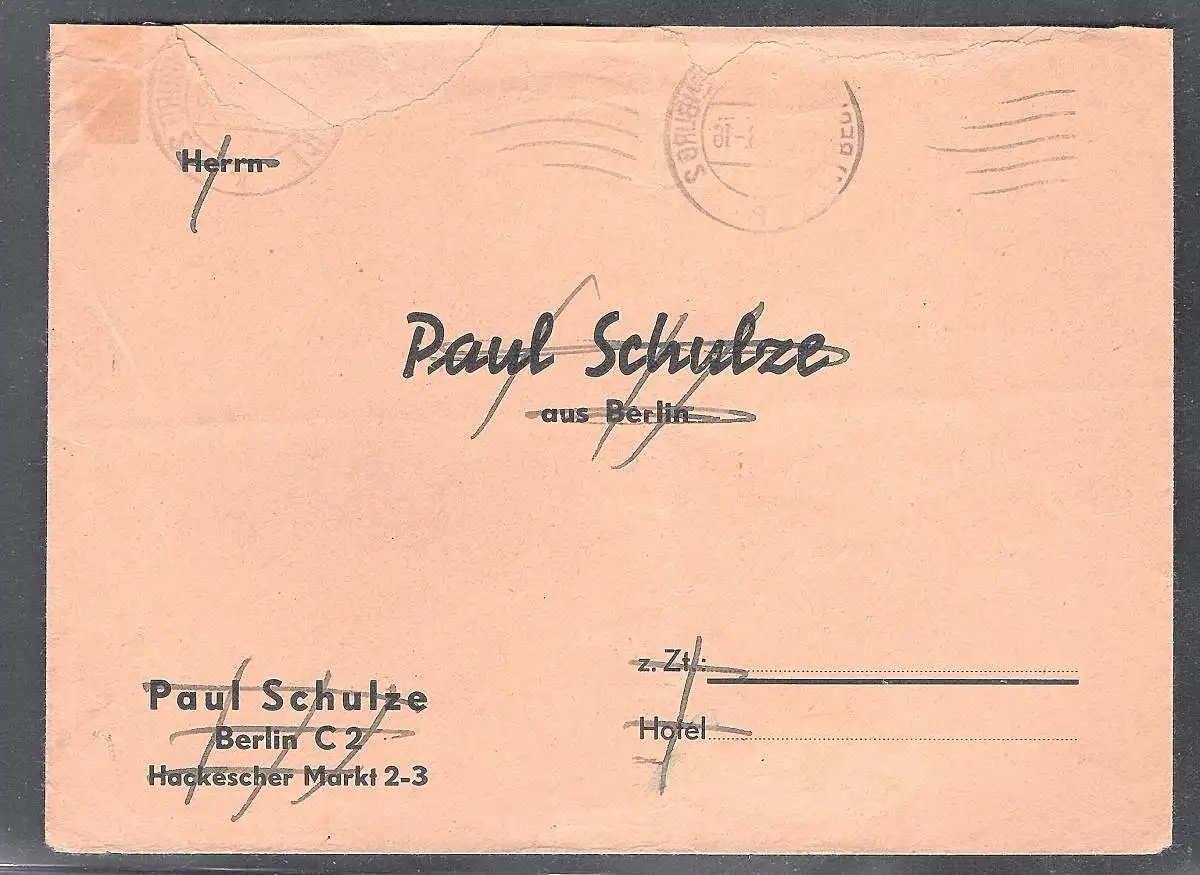 Herrn
Paul Schulze
aus Berlin
Paul Schulze
Berlin C 2
Hackescher Markt 2-3
z. Zt.:
Hotel